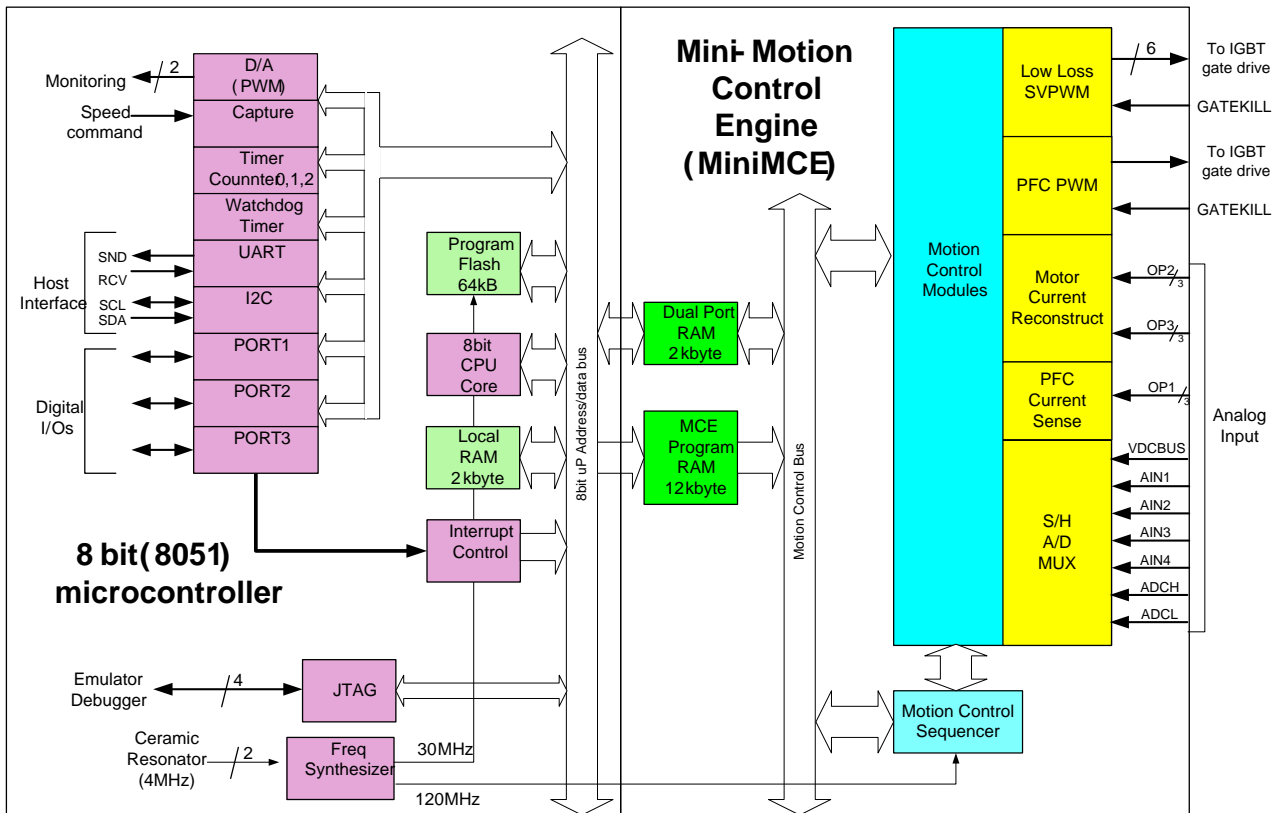 Monitoring
2
D/A
(PWM)
Speed
command
Capture
Timer
Counnter0,1,2
Watchdog
Timer
Host
Interface
SND
RCV
SCL
SDA
UART
I2C
Digital
I/Os
PORT1
PORT2
PORT3
8 bit(8051)
microcontroller
Program
Flash
64kB
8bit
CPU
Core
Local
RAM
2kbyte
Interrupt
Control
Emulator
Debugger
4
JTAG
Ceramic
Resonator
(4MHz)
2
Freq
Synthesizer
30MHz
120MHz
8bit uP Address/data bus
Mini-Motion
Control
Engine
(MiniMCE)
Dual Port
RAM
2kbyte
MCE
Program
RAM
12kbyte
Motion Control Bus
Motion
Control
Modules
Motion Control
Sequencer
Low Loss
SVPWM
PFC PWM
Motor
Current
Reconstruct
PFC
Current
Sense
S/H
A/D
MUX
6
To IGBT
gate drive
GATEKILL
To IGBT
gate drive
GATEKILL
OP2
3
OP3
3
OP1
3
VDCBUS
AIN1
AIN2
AIN3
AIN4
ADCH
ADCL
Analog
Input